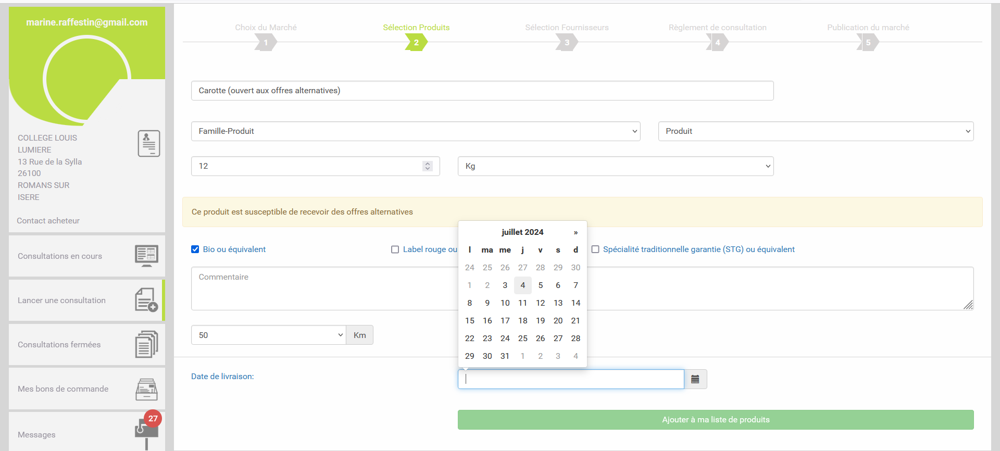 marine.raffestin@gmail.com
COLLEGE LOUIS
LUMIERE
13 Rue de la Sylla
26100
ROMANS SUR
ISERE
Contact acheteur
Consultations en cours
Lancer une consultation
Consultations fermées
Mes bons de commande
27
Messages
Choix du Marché
1
Sélection Produits
2
Sélection Fournisseurs
3
Règlement de consultation
4
Publication du marché
5
Carotte (ouvert aux offres alternatives)
Famille-Produit
Produit
12
Kg
Ce produit est susceptible de recevoir des offres alternatives
Bio ou équivalent
Label rouge ou
Spécialité traditionnelle garantie (STG) ou équivalent
Commentaire
50
Km
juillet 2024 »
l ma me j v s d
24 25 26 27 28 29 30
1 2 3 4 5 6 7
8 9 10 11 12 13 14
15 16 17 18 19 20 21
22 23 24 25 26 27 28
29 30 31 1 2 3 4
Date de livraison:
Ajouter à ma liste de produits